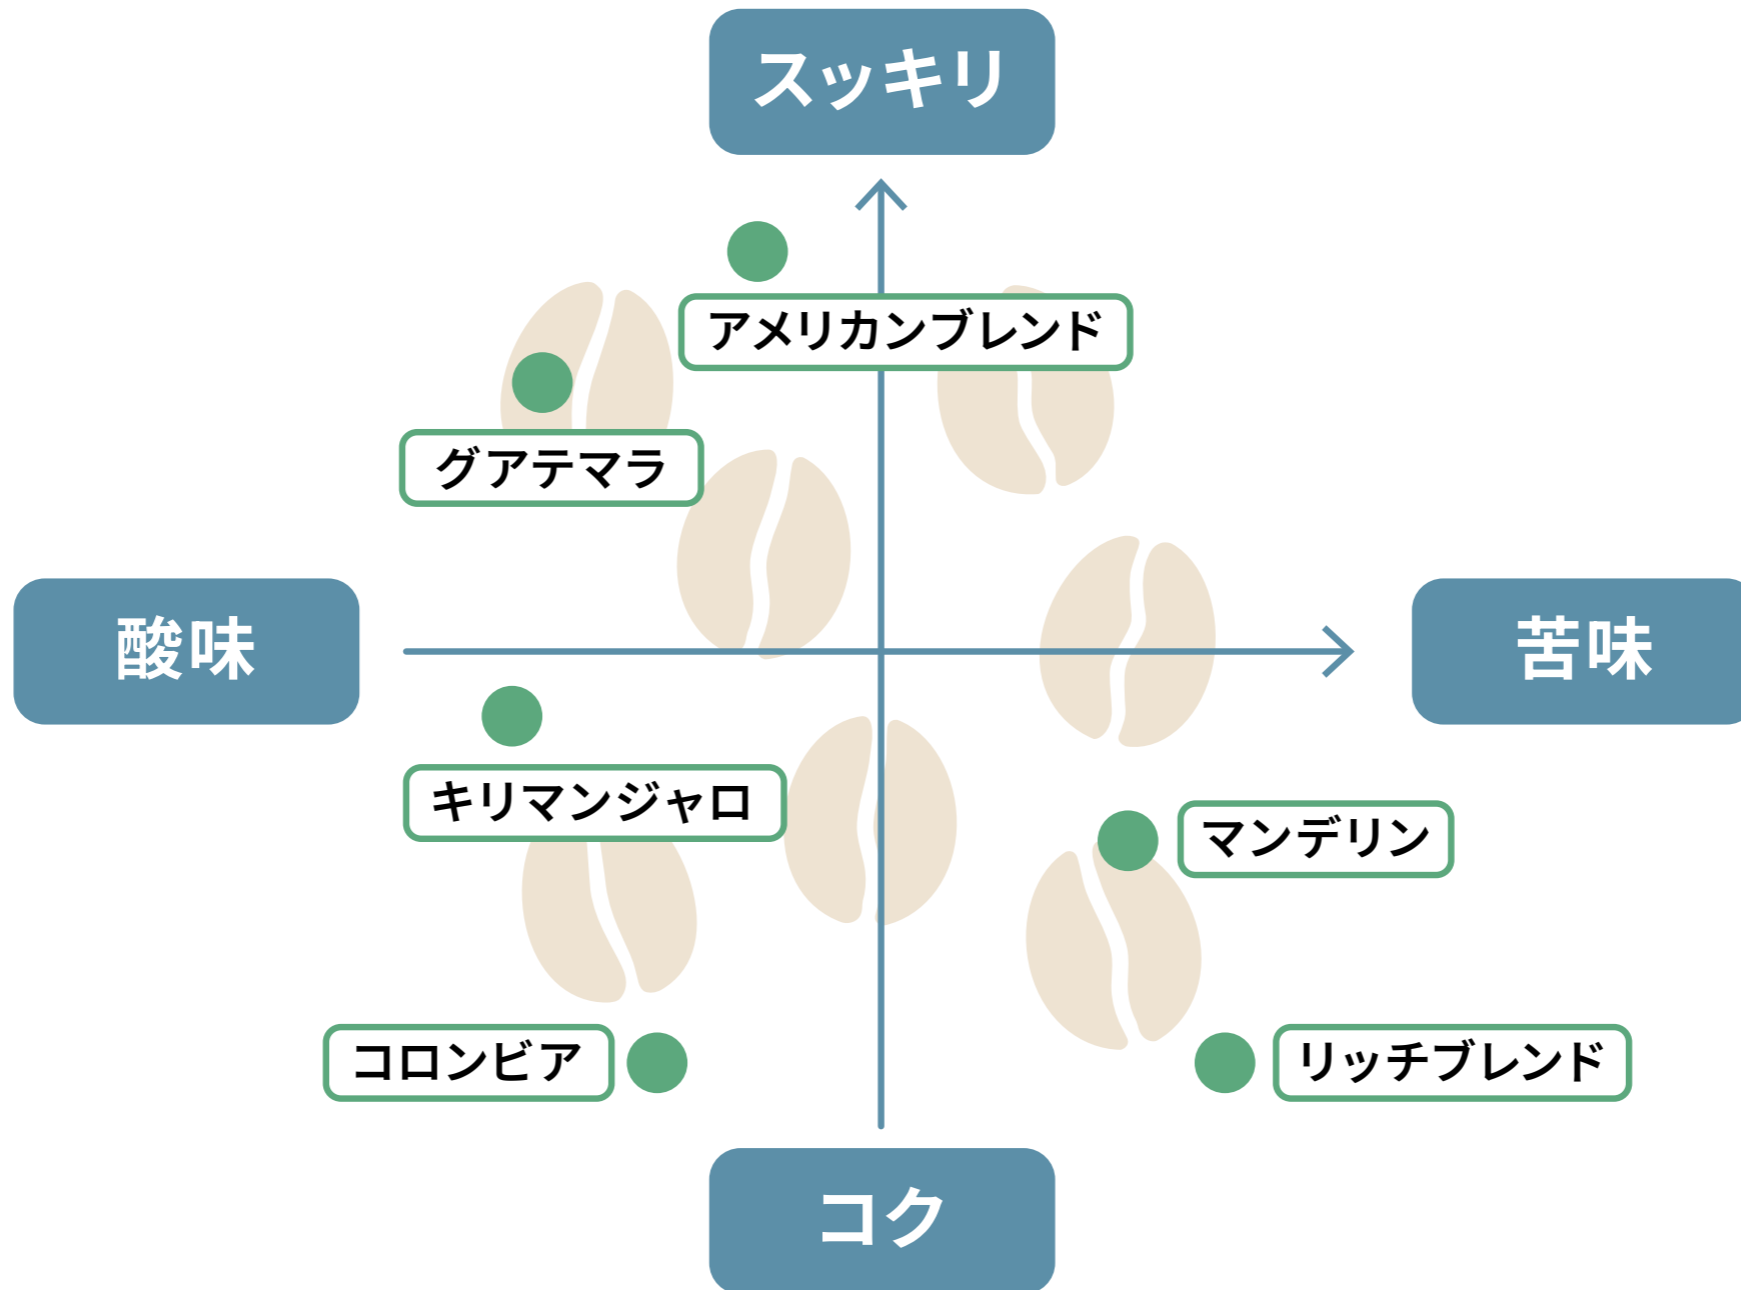 スッキリ
アメリカンブレンド
グアテマラ
酸味
苦味
キリマンジャロ
マンデリン
コロンビア
リッチブレンド
コク